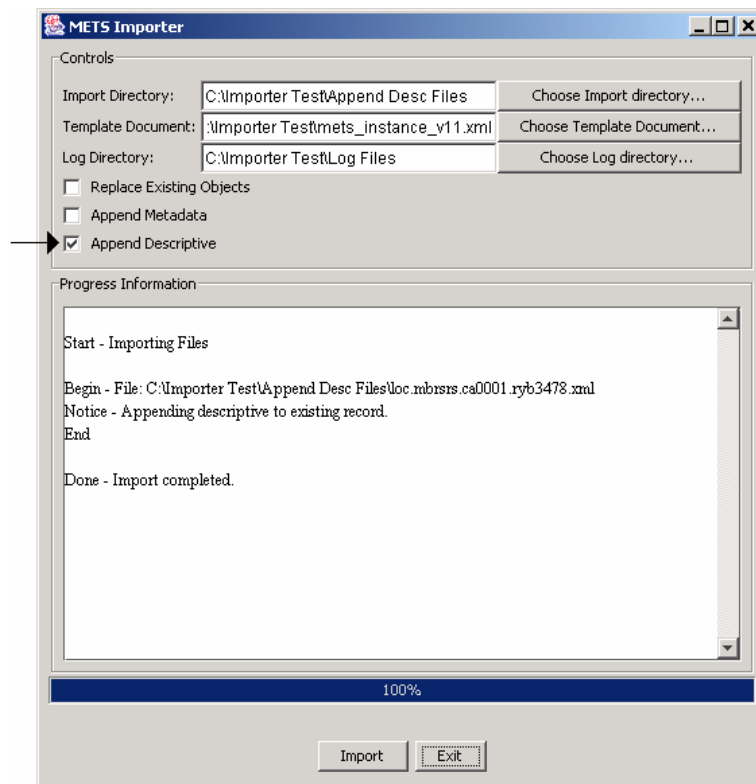 METS Importer
Controls
Import Directory: C:\Importer Test\Append Desc Files Choose Import directory...
Template Document: :\Importer Test\mets_instance_v11.xml Choose Template Document...
Log Directory: C:\Importer Test\Log Files Choose Log directory...
Replace Existing Objects
Append Metadata
Append Descriptive
Progress Information
Start - Importing Files
Begin - File: C:\Importer Test\Append Desc Files\loc.mbrsrs.ca0001.ryb3478.xml
Notice - Appending descriptive to existing record.
End
Done - Import completed.
100%
Import Exit